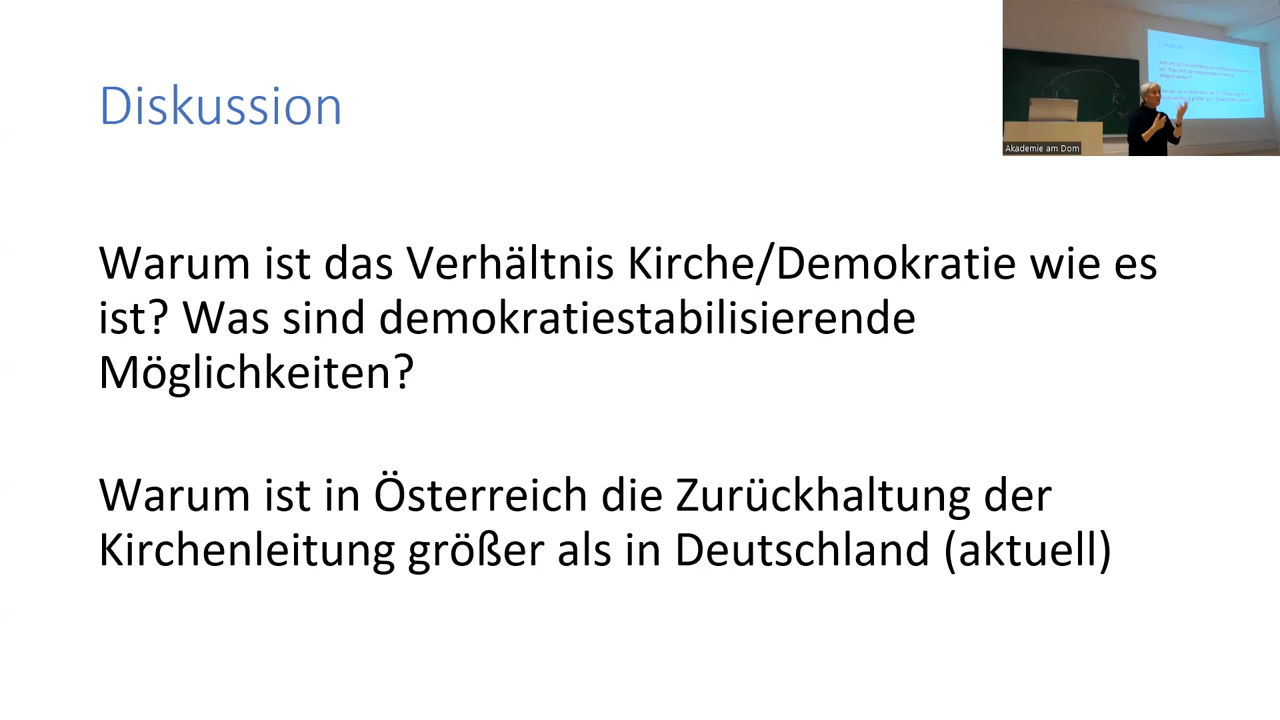 Diskussion
Warum ist das Verhältnis Kirche/Demokratie wie es
ist? Was sind demokratiestabilisierende
Möglichkeiten?
Warum ist in Österreich die Zurückhaltung der
Kirchenleitung größer als in Deutschland (aktuell)
Akademie am Dom